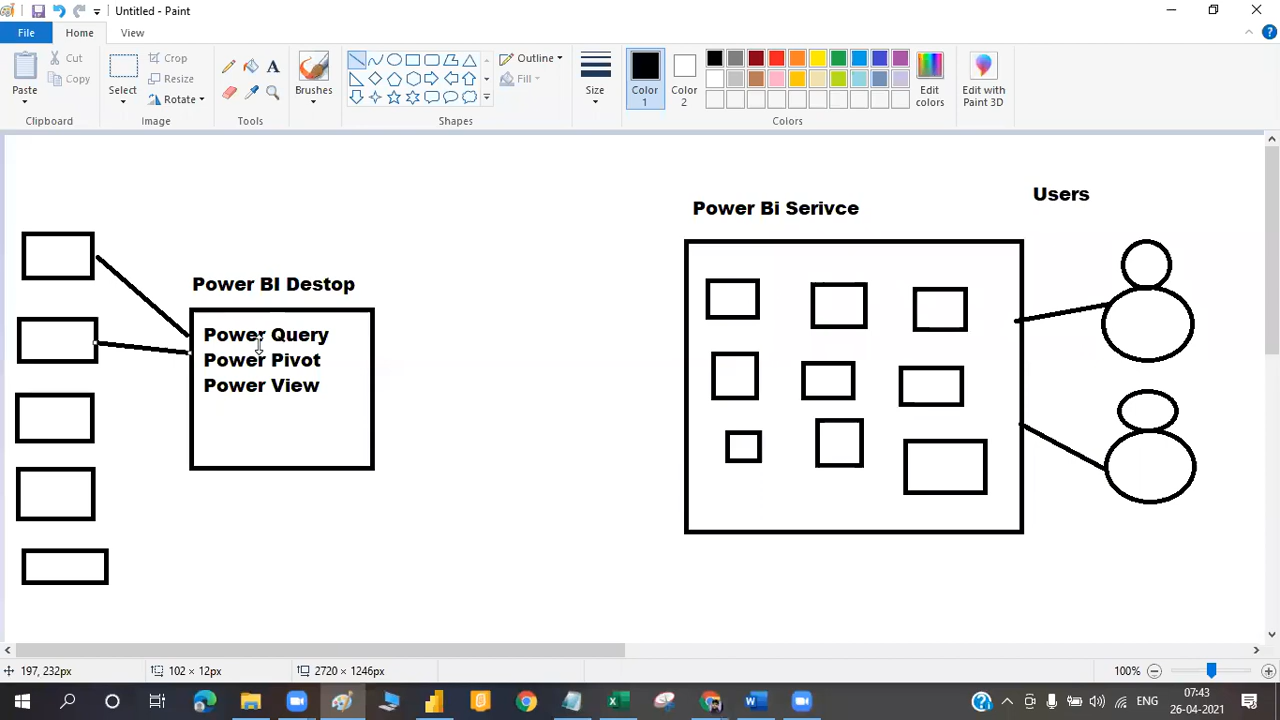 Untitled - Paint
File
Home
View
Paste
Cut
Copy
Clipboard
Select
Crop
Resize
Rotate
Image
Tools
Brushes
Shapes
Outline
Fill
Size
Color
1
Color
2
Edit
colors
Colors
Edit with
Paint 3D
Users
Power Bi Serivce
Power BI Destop
Power Query
Power Pivot
Power View
197, 232px
102 × 12px
2720 × 1246px
100%
ENG
07:43
26-04-2021